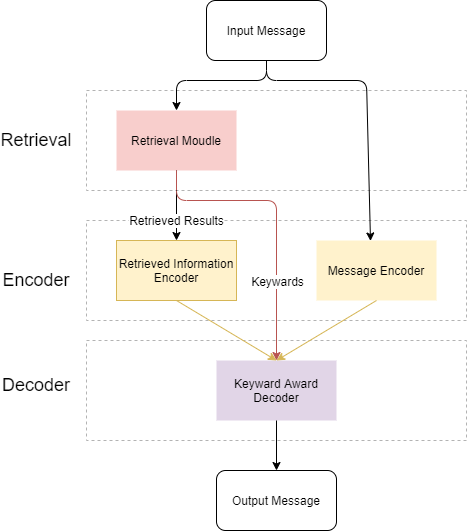 Input Message
Retrieval
Retrieval Moudle
Retrieved Results
Retrieved Information
Encoder
Message Encoder
Encoder
Keywards
Decoder
Keyward Award
Decoder
Output Message